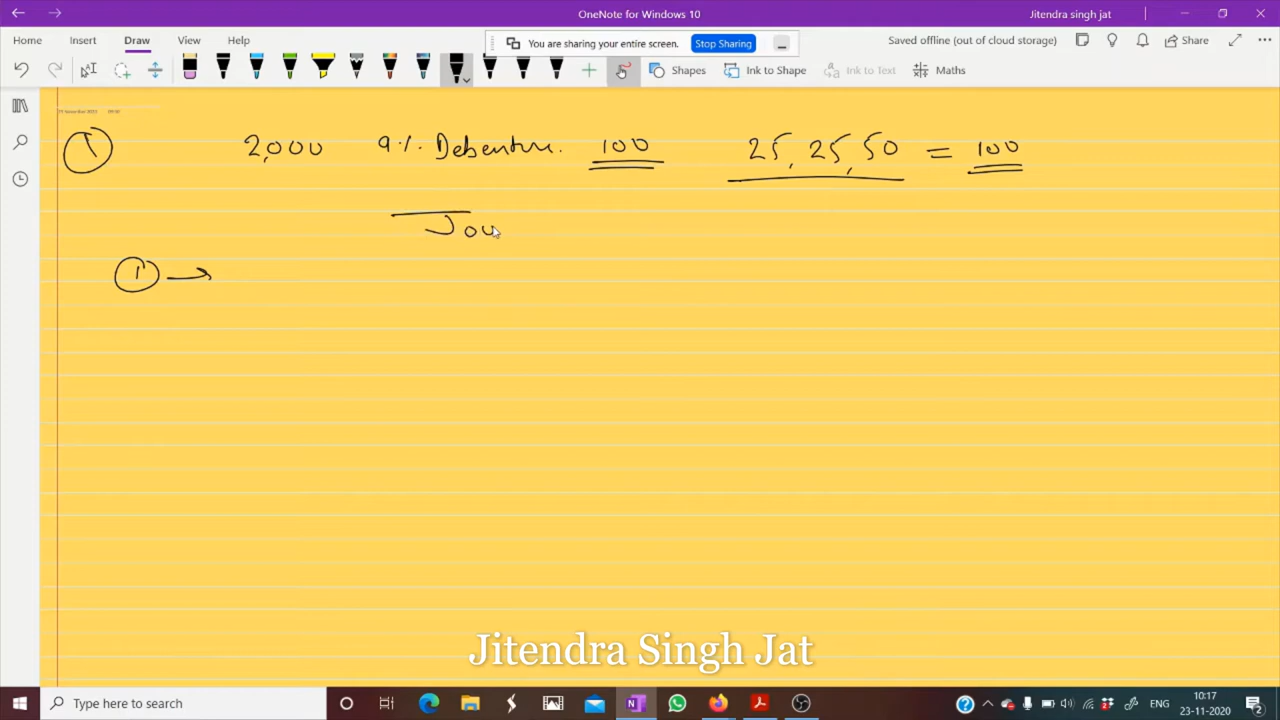 OneNote for Windows 10
Jitendra singh jat
Home Insert Draw View Help
You are sharing your entire screen. Stop Sharing
Saved offline (out of cloud storage)
Share
Shapes Ink to Shape Ink to Text Maths
1 2,000 9% Debenture. 100 25, 25, 50 = 100
Jou
1 →
Jitendra Singh Jat
Type here to search
ENG
10:17
23-11-2020
2